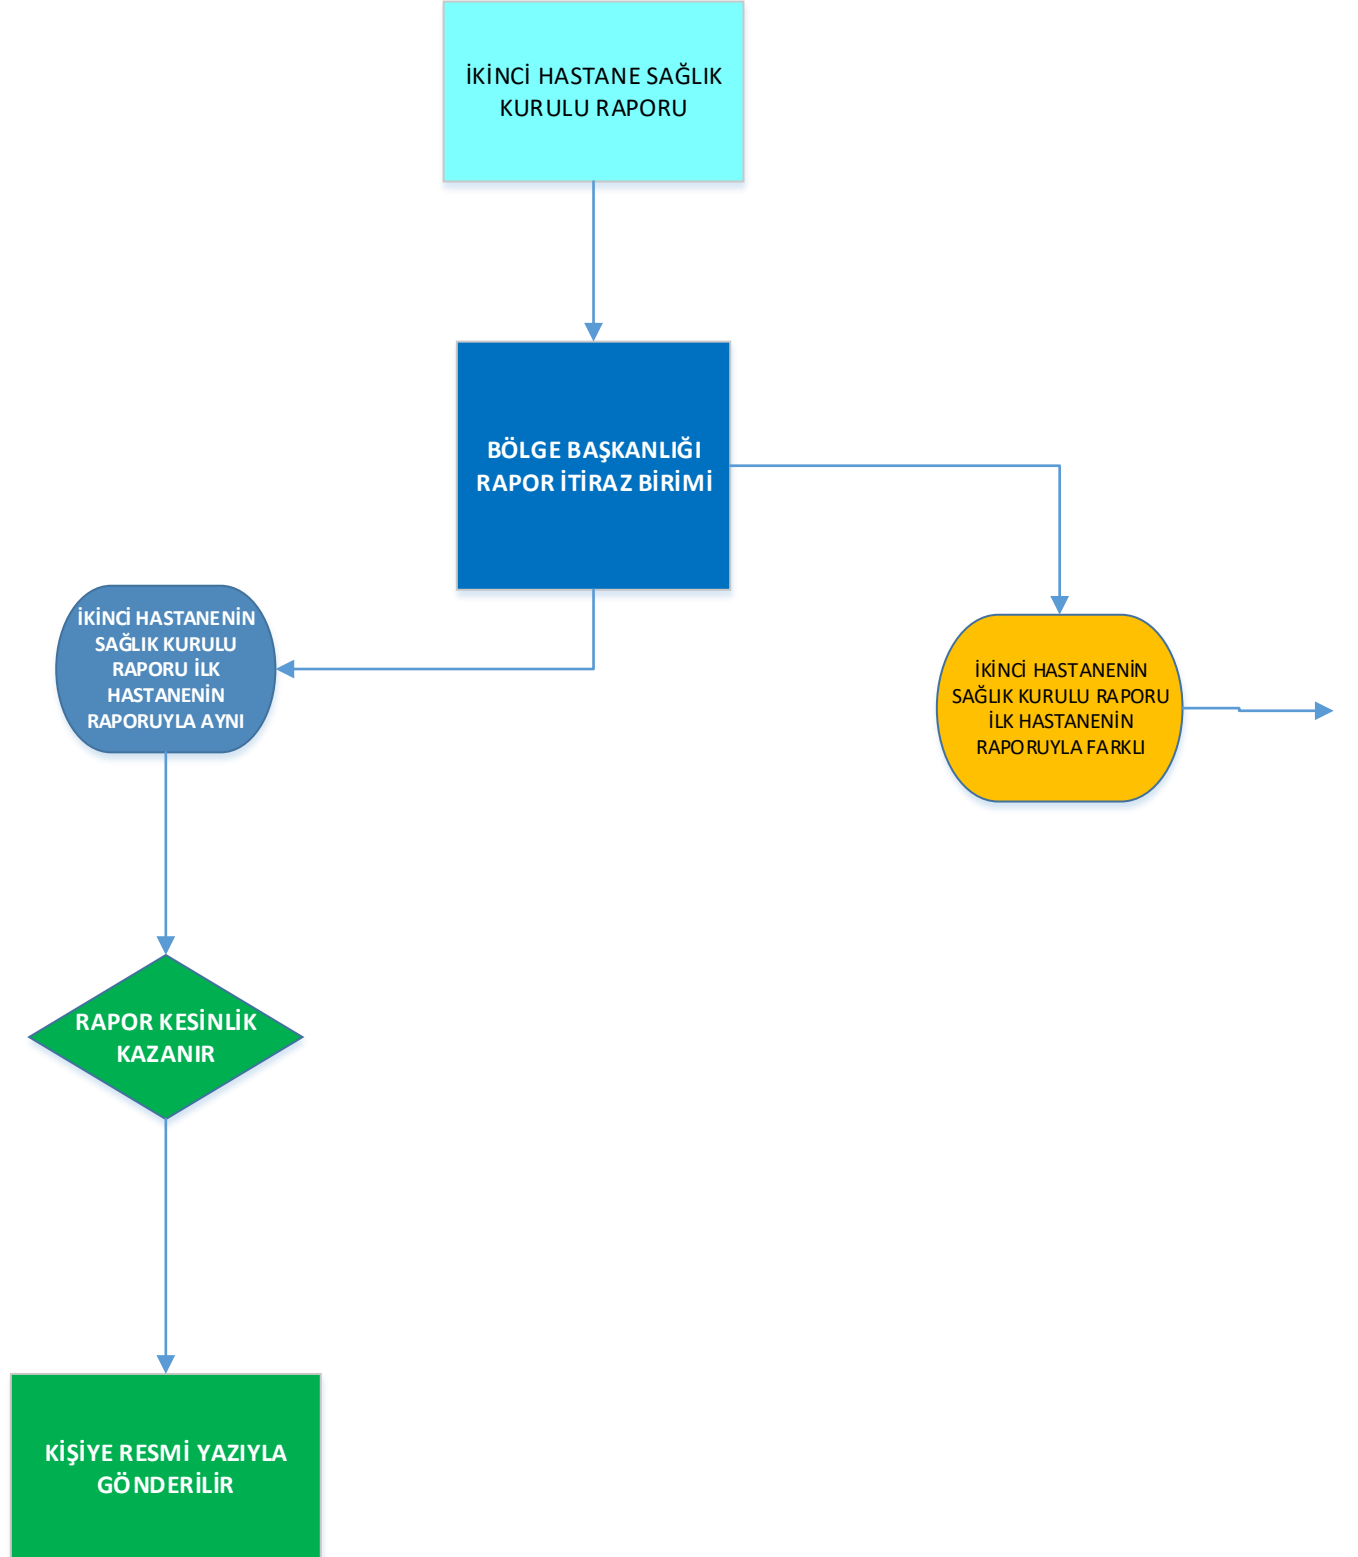 İKİNCİ HASTANE SAĞLIK
KURULU RAPORU
BÖLGE BAŞKANLIĞI
RAPOR İTİRAZ BİRİMİ
İKİNCİ HASTANENİN
SAĞLIK KURULU
RAPORU İLK
HASTANENİN
RAPORUYLA AYNI
İKİNCİ HASTANENİN
SAĞLIK KURULU RAPORU
İLK HASTANENİN
RAPORUYLA FARKLI
RAPOR KESİNLİK
KAZANIR
KİŞİYE RESMİ YAZIYLA
GÖNDERİLİR